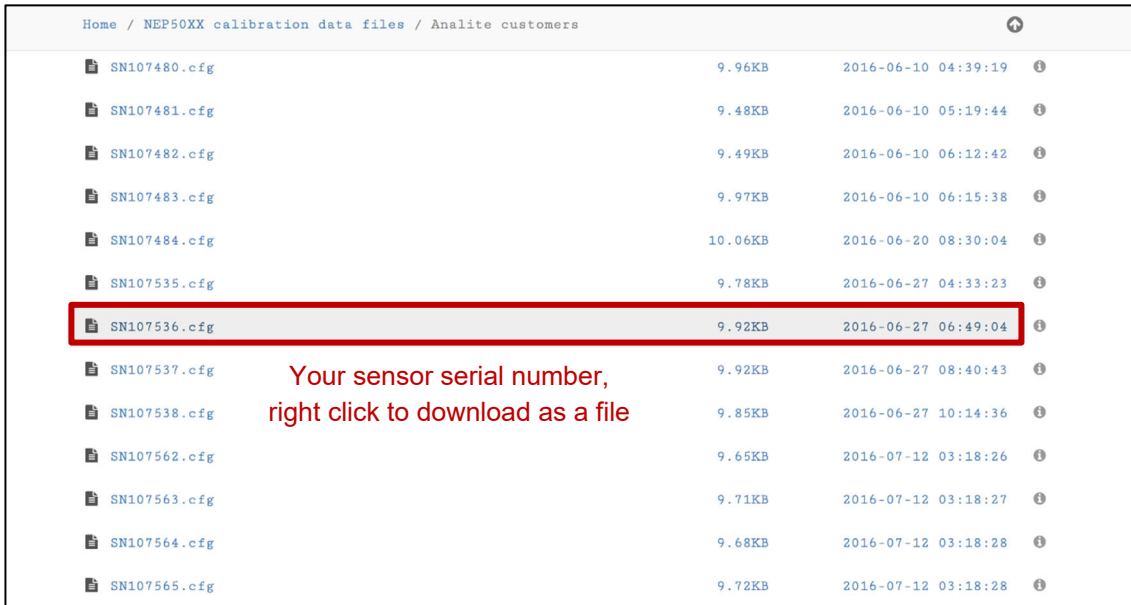 Home / NEP50XX calibration data files / Analite customers
SN107480.cfg 9.96KB 2016-06-10 04:39:19
SN107481.cfg 9.48KB 2016-06-10 05:19:44
SN107482.cfg 9.49KB 2016-06-10 06:12:42
SN107483.cfg 9.97KB 2016-06-10 06:15:38
SN107484.cfg 10.06KB 2016-06-20 08:30:04
SN107535.cfg 9.78KB 2016-06-27 04:33:23
SN107536.cfg 9.92KB 2016-06-27 06:49:04
SN107537.cfg 9.92KB 2016-06-27 08:40:43
Your sensor serial number,
right click to download as a file
SN107538.cfg 9.85KB 2016-06-27 10:14:36
SN107562.cfg 9.65KB 2016-07-12 03:18:26
SN107563.cfg 9.71KB 2016-07-12 03:18:27
SN107564.cfg 9.68KB 2016-07-12 03:18:28
SN107565.cfg 9.72KB 2016-07-12 03:18:28